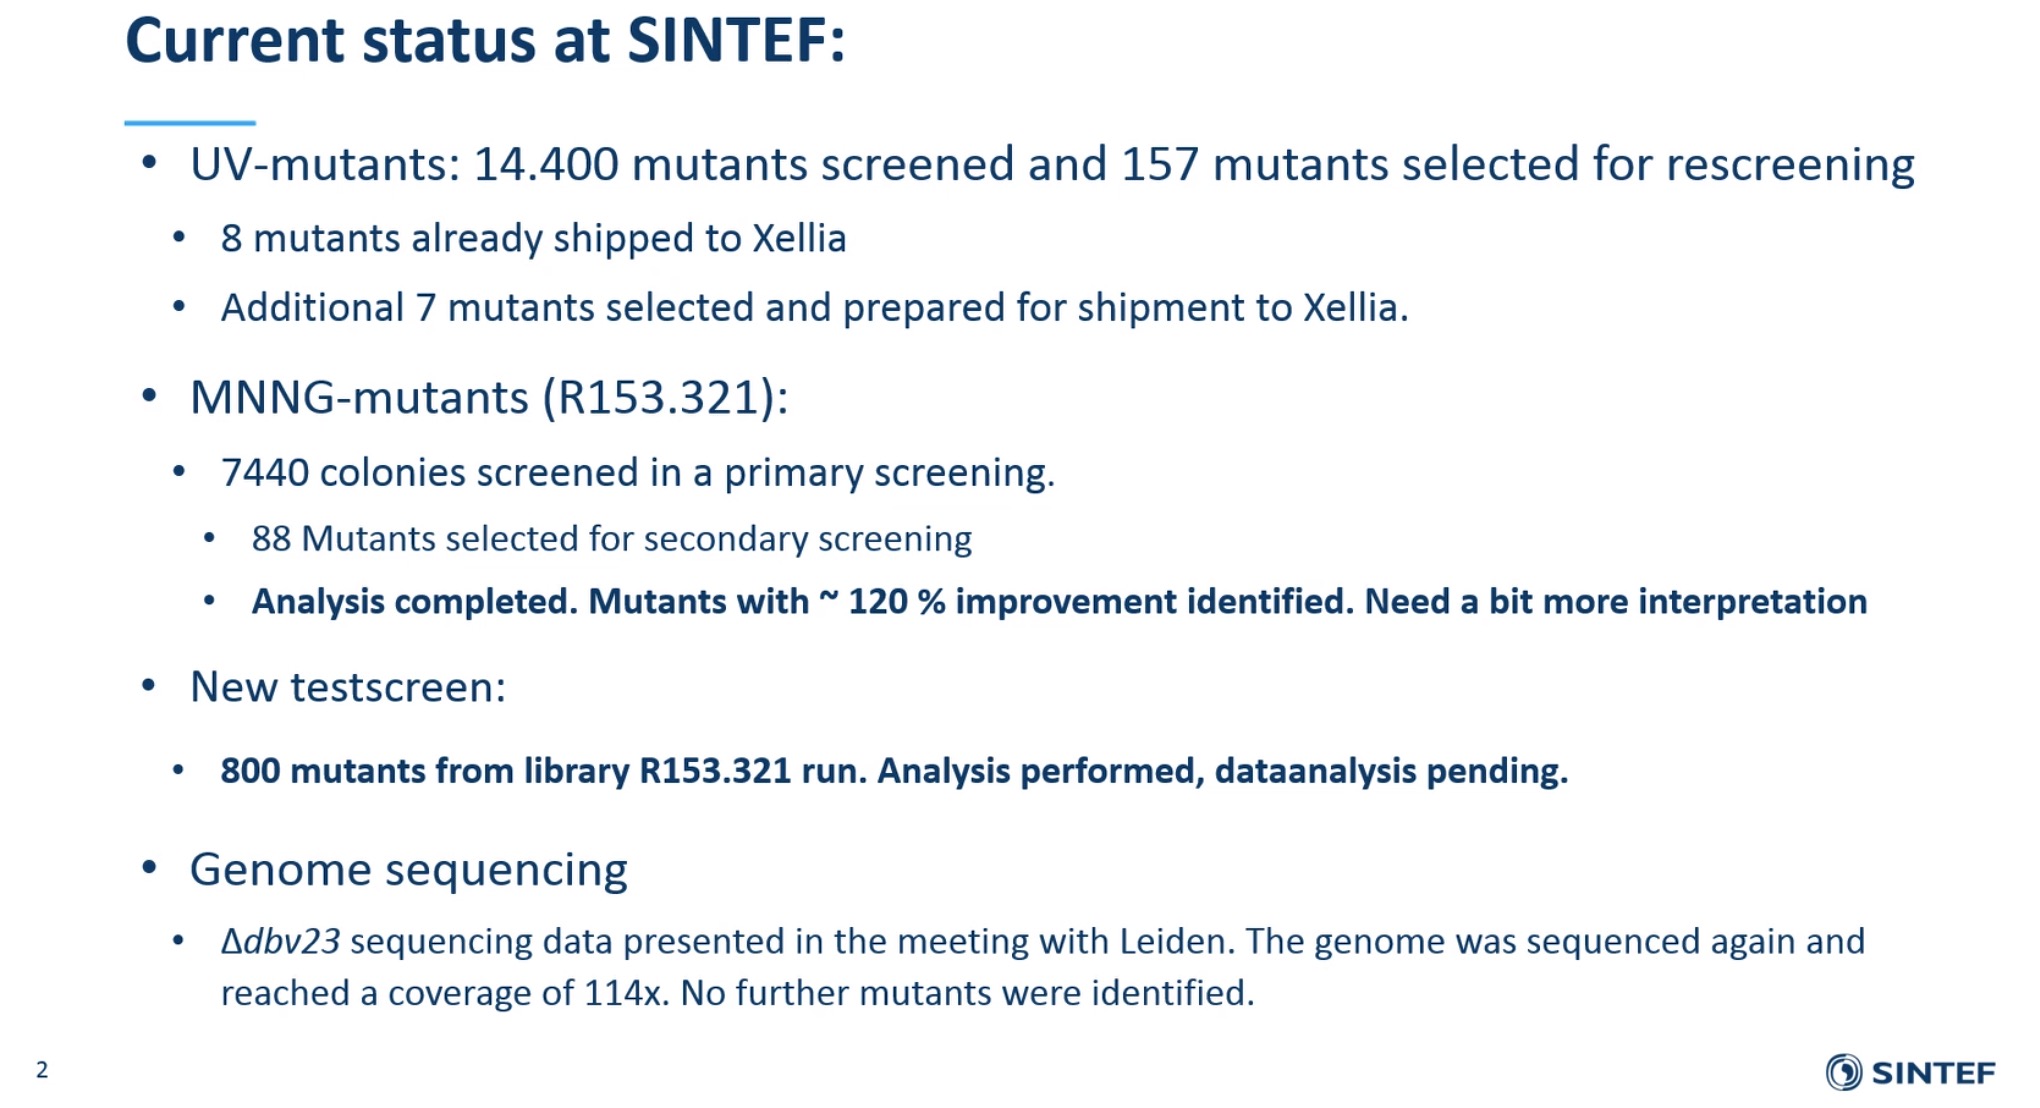 Current status at SINTEF:
• UV-mutants: 14.400 mutants screened and 157 mutants selected for rescreening
• 8 mutants already shipped to Xellia
• Additional 7 mutants selected and prepared for shipment to Xellia.
• MNNG-mutants (R153.321):
• 7440 colonies screened in a primary screening.
• 88 Mutants selected for secondary screening
• Analysis completed. Mutants with ~ 120 % improvement identified. Need a bit more interpretation
• New testscreen:
• 800 mutants from library R153.321 run. Analysis performed, dataanalysis pending.
• Genome sequencing
• Δdbv23 sequencing data presented in the meeting with Leiden. The genome was sequenced again and
reached a coverage of 114x. No further mutants were identified.
2
SINTEF